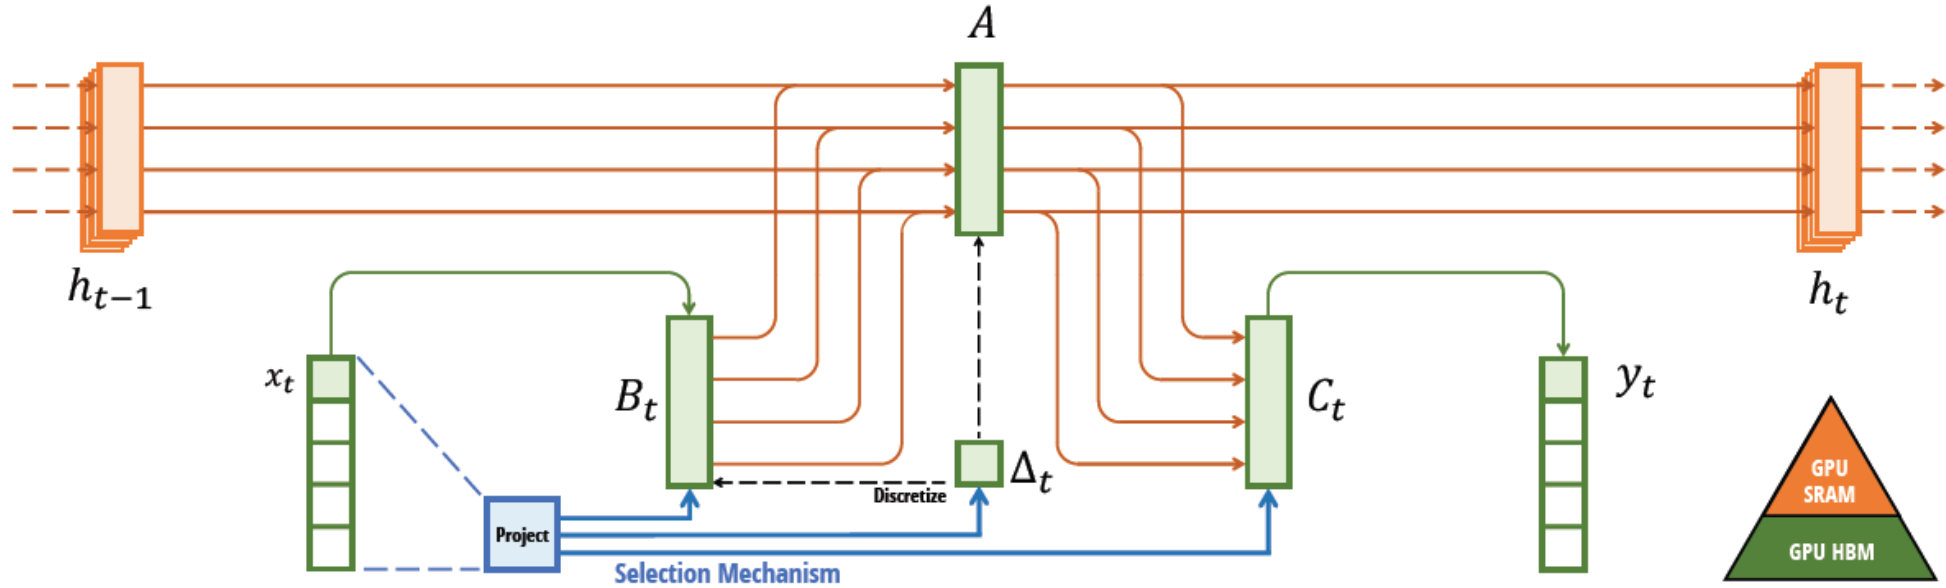 A
h_{t−1}
h_t
x_t
B_t
Δ_t
C_t
y_t
Discretize
Project
Selection Mechanism
GPU
SRAM
GPU HBM